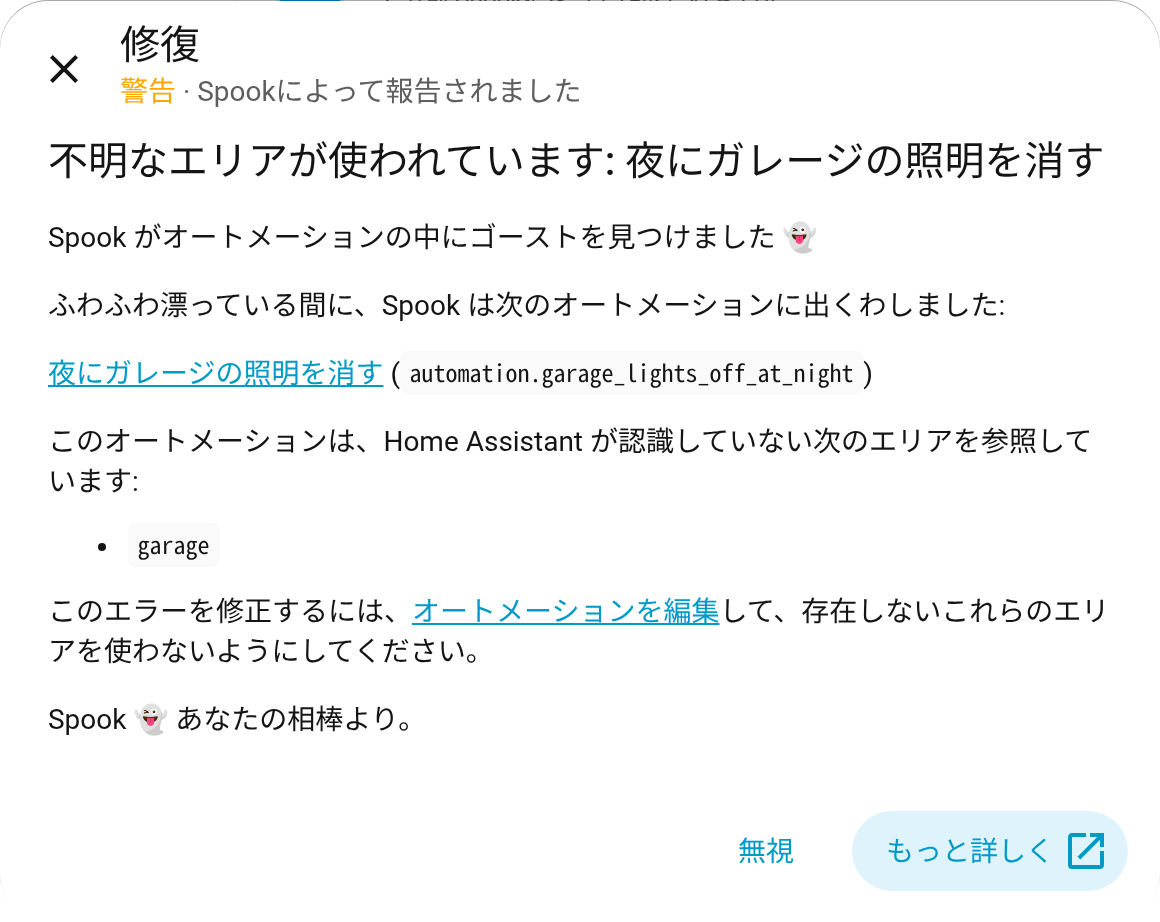 修復
警告 · Spookによって報告されました
不明なエリアが使われています: 夜にガレージの照明を消す
Spook がオートメーションの中にゴーストを見つけました 👻
ふわふわ漂っている間に、Spook は次のオートメーションに出くわしました:
夜にガレージの照明を消す ( automation.garage_lights_off_at_night )
このオートメーションは、Home Assistant が認識していない次のエリアを参照して
います:
• garage
このエラーを修正するには、オートメーションを編集して、存在しないこれらのエリ
アを使わないようにしてください。
Spook 👻 あなたの相棒より。
無視
もっと詳しく